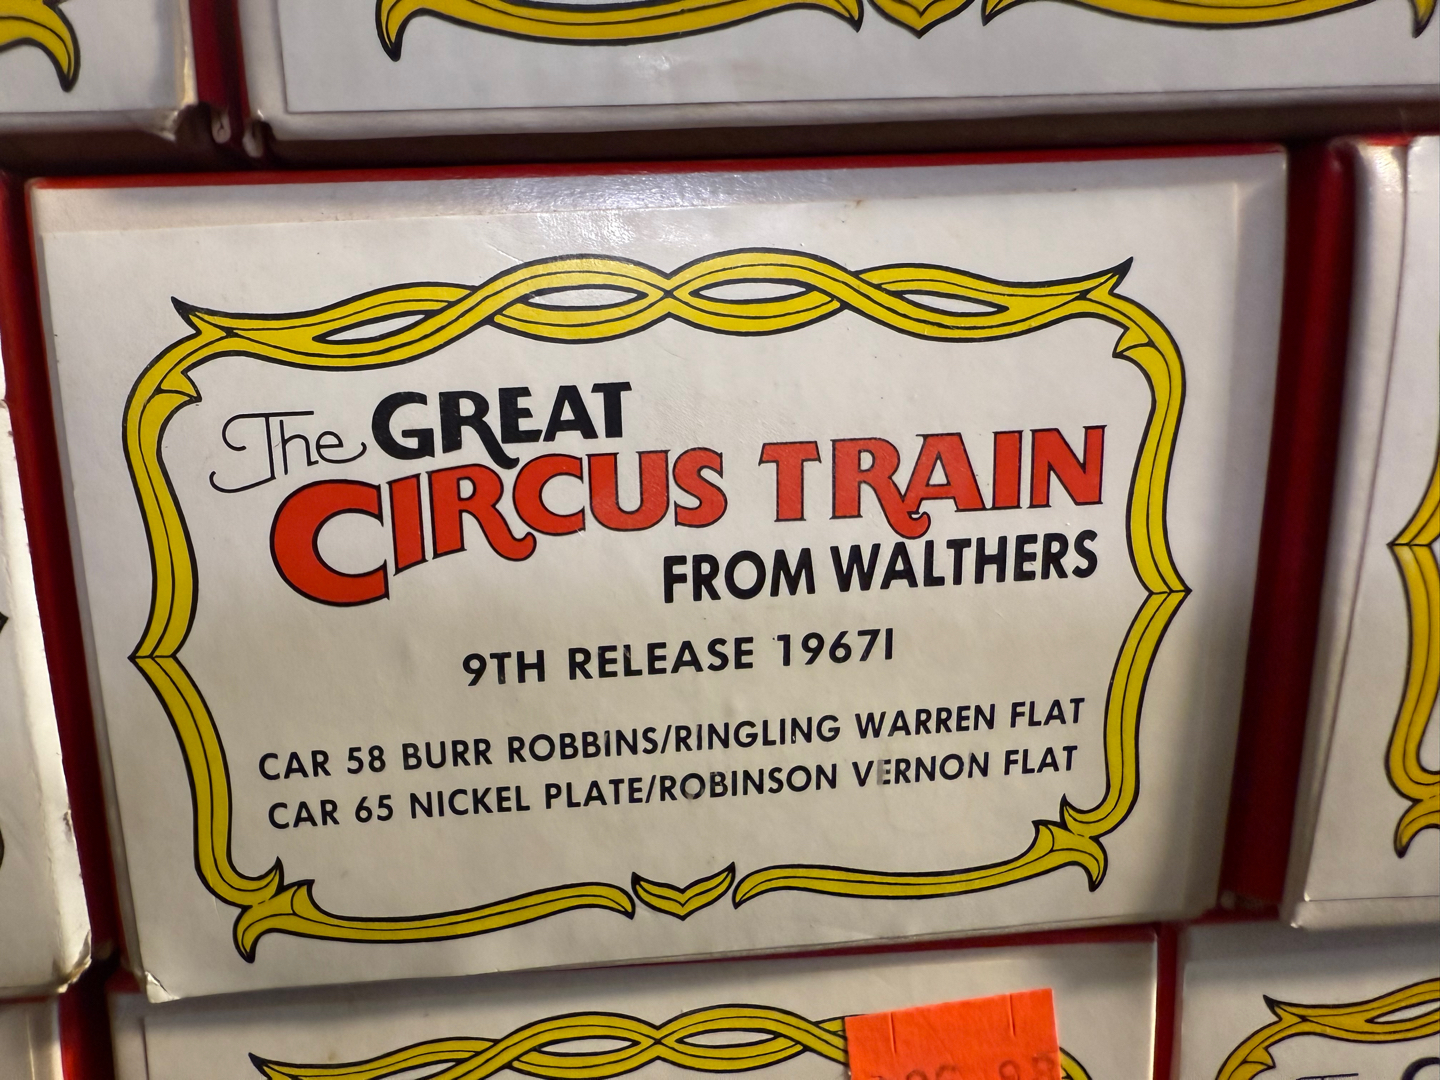 The GREAT
CIRCUS TRAIN
FROM WALTHERS
9TH RELEASE 1967I
CAR 58 BURR ROBBINS/RINGLING WARREN FLAT
CAR 65 NICKEL PLATE/ROBINSON VERNON FLAT